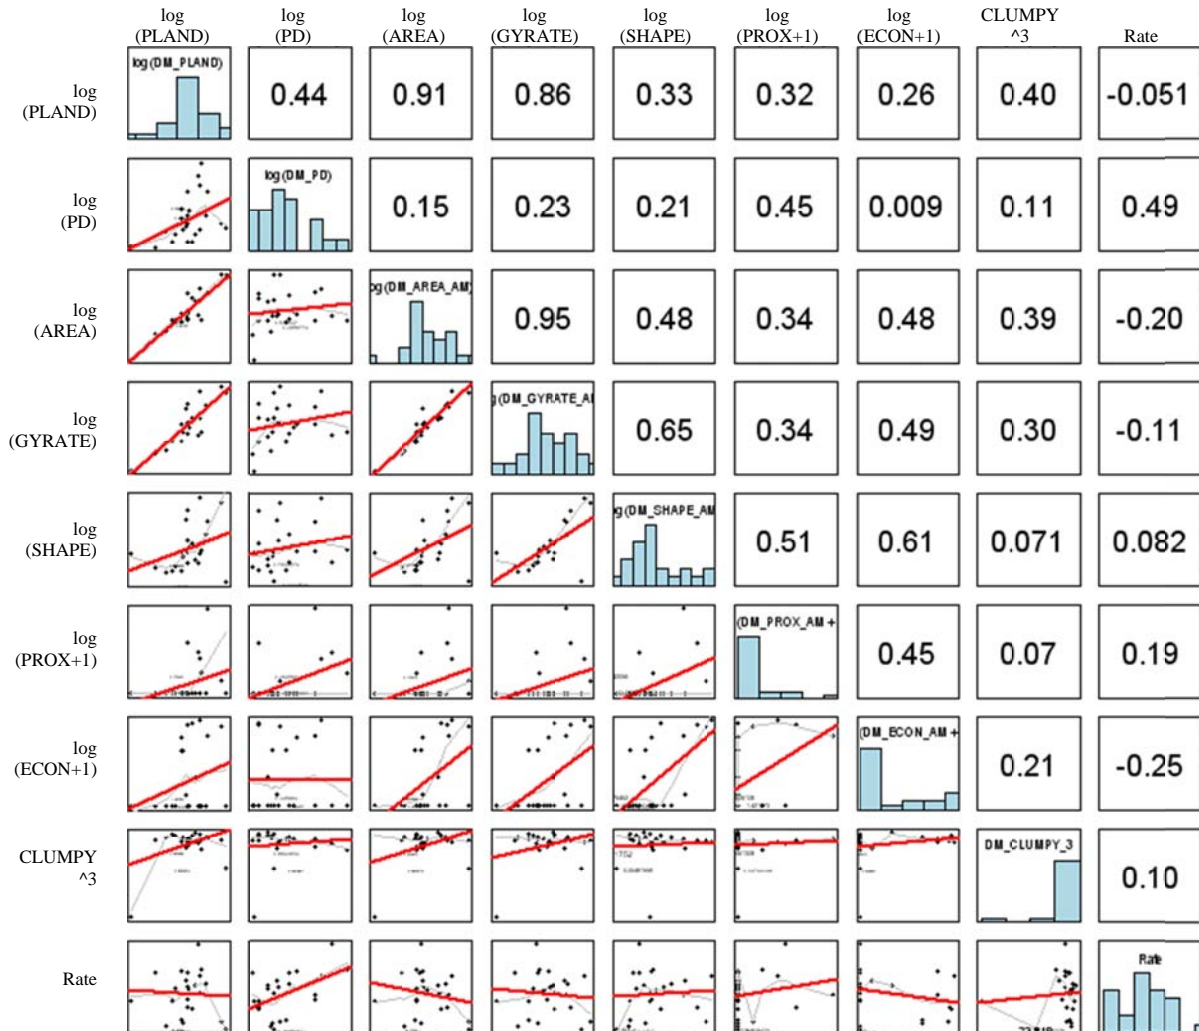 log log log log log log log CLUMPY
(PLAND) (PD) (AREA) (GYRATE) (SHAPE) (PROX+1) (ECON+1) ^3 Rate
log
(PLAND)
log(DM_PLAND)
0.44 0.91 0.86 0.33 0.32 0.26 0.40 -0.051
log
(PD)
log(DM_PD)
0.15 0.23 0.21 0.45 0.009 0.11 0.49
log
(AREA)
og(DM_AREA_AM)
0.95 0.48 0.34 0.48 0.39 -0.20
log
(GYRATE)
g(DM_GYRATE_AI
0.65 0.34 0.49 0.30 -0.11
log
(SHAPE)
g(DM_SHAPE_AM
0.51 0.61 0.071 0.082
log
(PROX+1)
(DM_PROX_AM +
0.45 0.07 0.19
log
(ECON+1)
(DM_ECON_AM +
0.21 -0.25
CLUMPY
^3
DM_CLUMPY_3
0.10
Rate
Rate